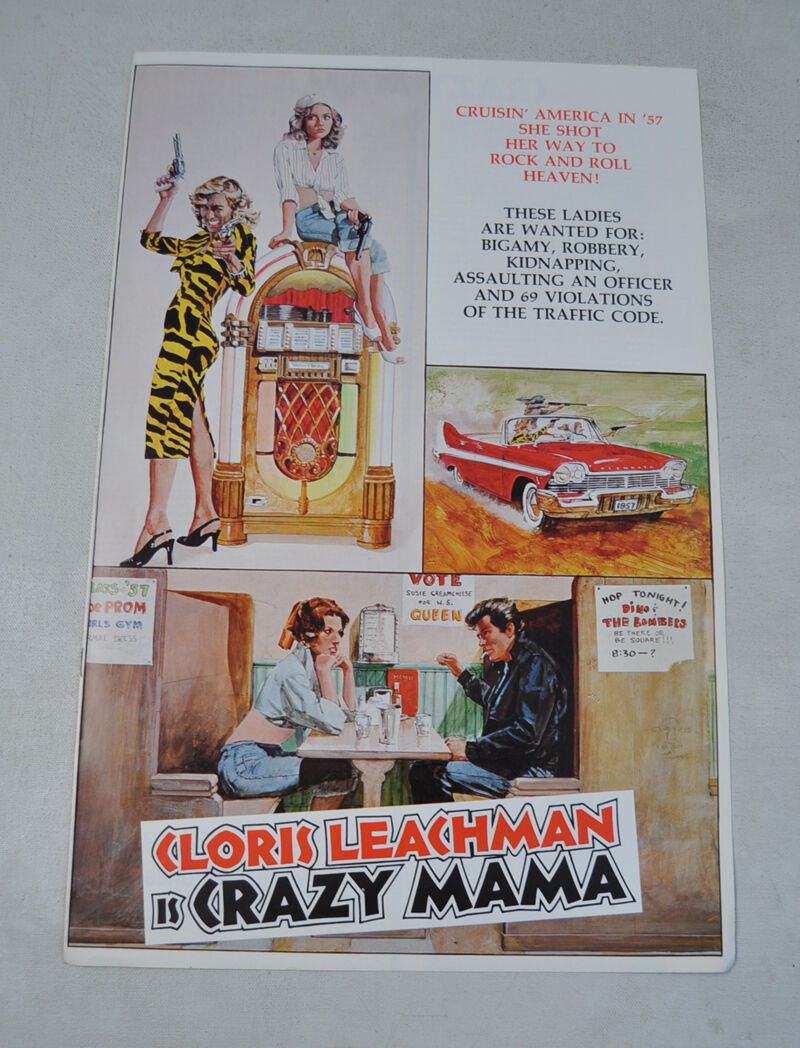 CRUISIN' AMERICA IN '57
SHE SHOT
HER WAY TO
ROCK AND ROLL
HEAVEN!
THESE LADIES
ARE WANTED FOR:
BIGAMY, ROBBERY,
KIDNAPPING,
ASSAULTING AN OFFICER
AND 69 VIOLATIONS
OF THE TRAFFIC CODE.
PLYMOUTH
1957
'57
PROM
GYM
DRESS
VOTE
SUSIE CREAMCHEESE
FOR H.S.
QUEEN
MENU
HOP TONIGHT!
DINO &
THE BOMBERS
BE THERE OR
BE SQUARE!!!
8:30-?
CLORIS LEACHMAN
IS CRAZY MAMA